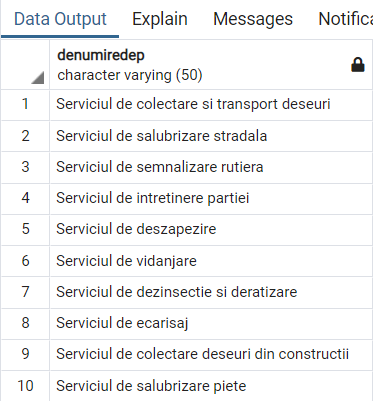 Data Output Explain Messages Notifica
denumiredep
character varying (50)
1 Serviciul de colectare si transport deseuri
2 Serviciul de salubrizare stradala
3 Serviciul de semnalizare rutiera
4 Serviciul de intretinere partiei
5 Serviciul de deszapezire
6 Serviciul de vidanjare
7 Serviciul de dezinsectie si deratizare
8 Serviciul de ecarisaj
9 Serviciul de colectare deseuri din constructii
10 Serviciul de salubrizare piete